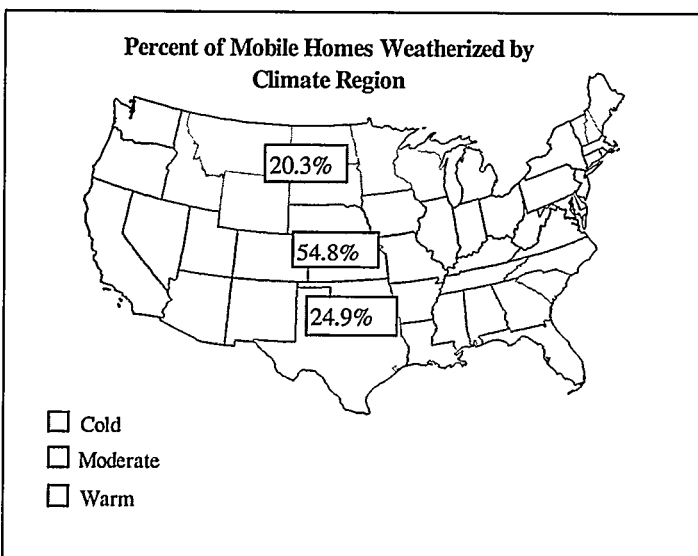 Percent of Mobile Homes Weatherized by
Climate Region
20.3%
54.8%
24.9%
Cold
Moderate
Warm